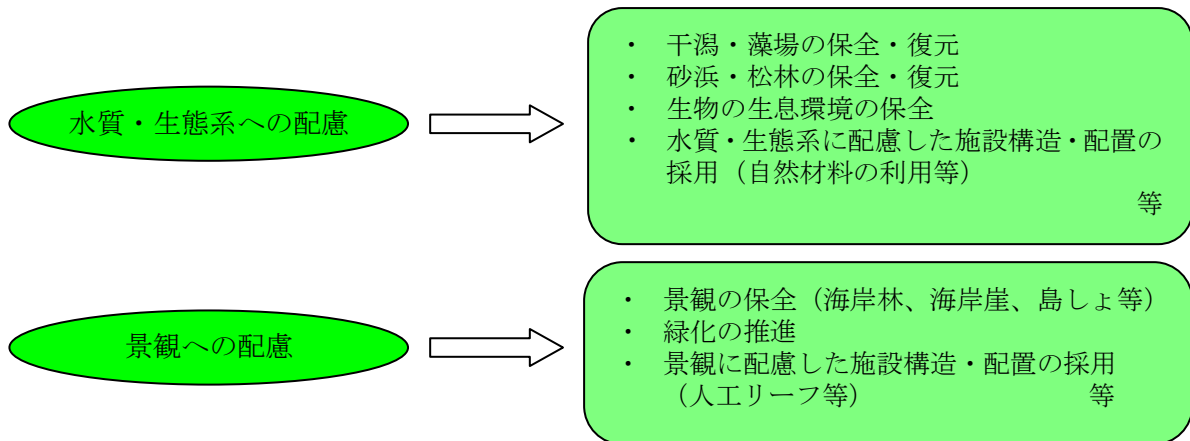 水質・生態系への配慮
・ 干潟・藻場の保全・復元
・ 砂浜・松林の保全・復元
・ 生物の生息環境の保全
・ 水質・生態系に配慮した施設構造・配置の
採用（自然材料の利用等）
等
景観への配慮
・ 景観の保全（海岸林、海岸崖、島しょ等）
・ 緑化の推進
・ 景観に配慮した施設構造・配置の採用
（人工リーフ等） 等